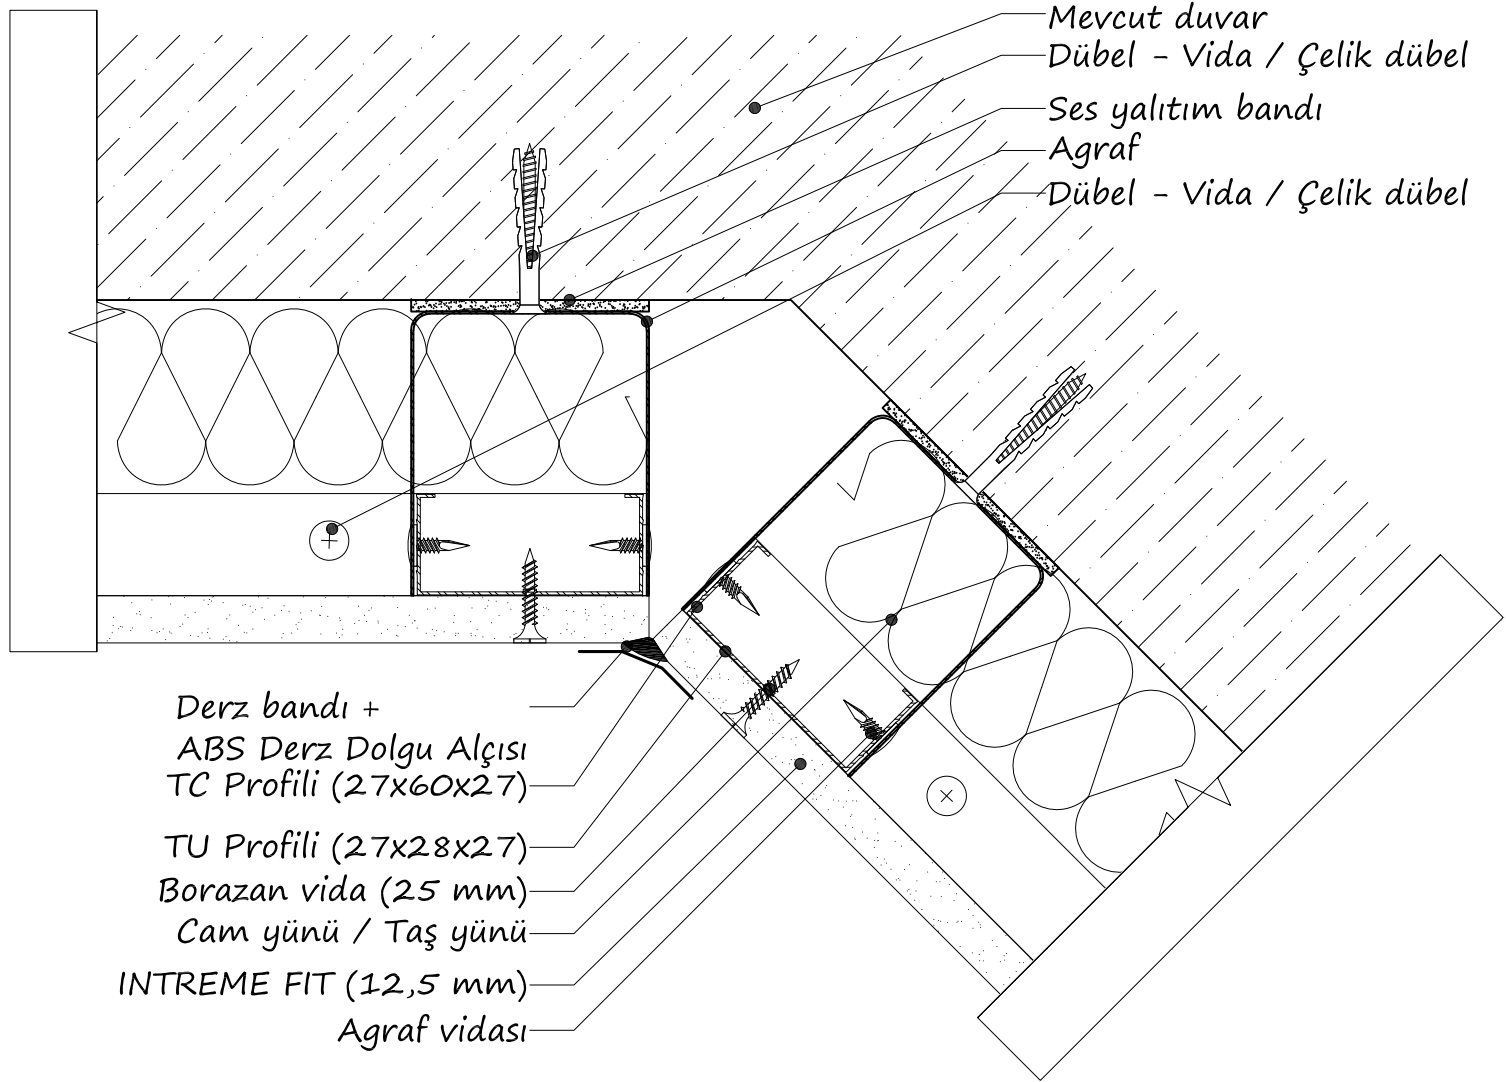 Mevcut duvar
Dübel - Vida / Çelik dübel
Ses yalıtım bandı
Agraf
Dübel - Vida / Çelik dübel
Derz bandı +
ABS Derz Dolgu Alçısı
TC Profili (27x60x27)
TU Profili (27x28x27)
Borazan vida (25 mm)
Cam yünü / Taş yünü
INTREME FIT (12,5 mm)
Agraf vidası